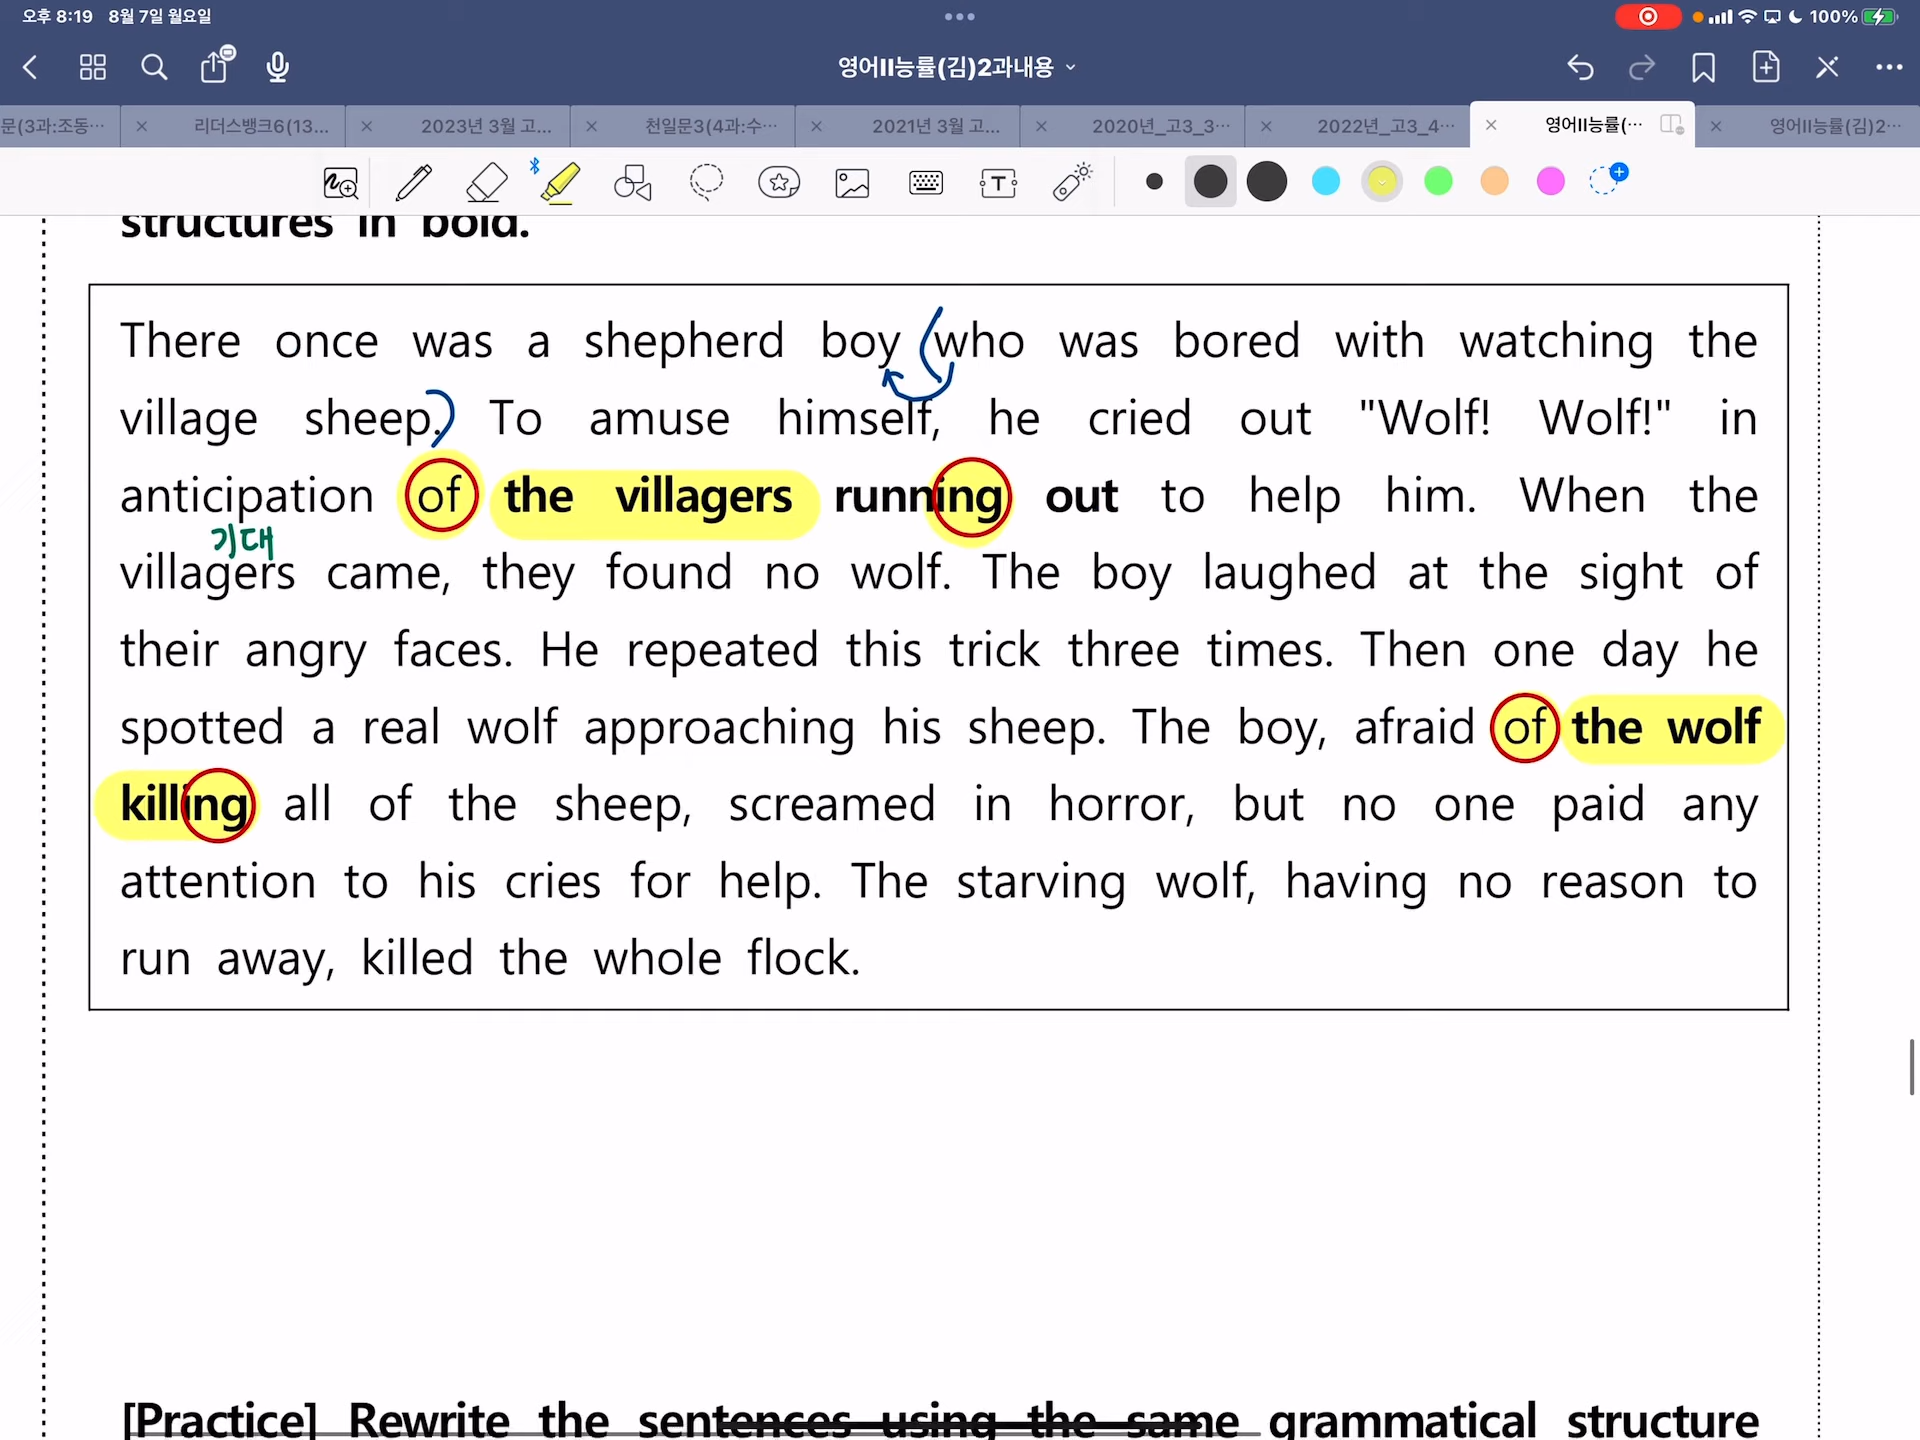 오후 8:19 8월 7일 월요일
100%
영어II능률(김)2과내용
문(3과:조동…
리더스뱅크6(13...
2023년 3월 고...
천일문3(4과:수…
2021년 3월 고...
2020년_고3_3…
2022년_고3_4…
영어II능률(…
영어II능률(김)2…
structures in bold.
There once was a shepherd boy who was bored with watching the
village sheep. To amuse himself, he cried out "Wolf! Wolf!" in
anticipation of the villagers running out to help him. When the
기대
villagers came, they found no wolf. The boy laughed at the sight of
their angry faces. He repeated this trick three times. Then one day he
spotted a real wolf approaching his sheep. The boy, afraid of the wolf
killing all of the sheep, screamed in horror, but no one paid any
attention to his cries for help. The starving wolf, having no reason to
run away, killed the whole flock.
[Practice] Rewrite the sentences using the same grammatical structure